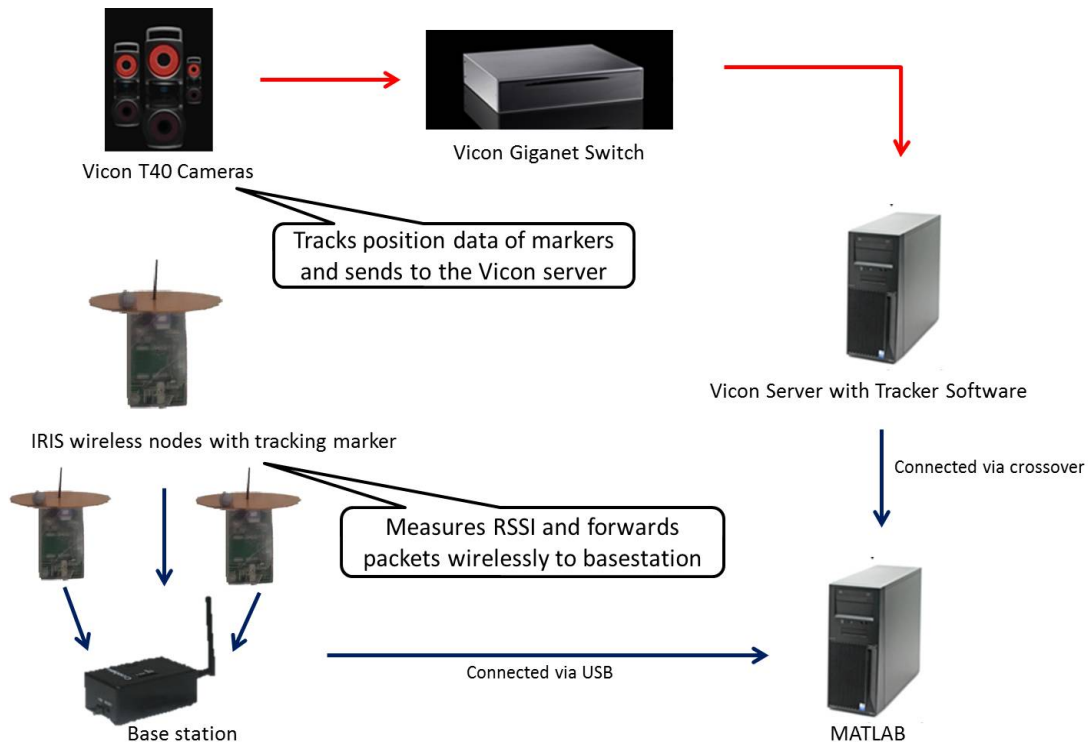 Vicon T40 Cameras
Vicon Giganet Switch
Tracks position data of markers
and sends to the Vicon server
Vicon Server with Tracker Software
IRIS wireless nodes with tracking marker
Connected via crossover
Measures RSSI and forwards
packets wirelessly to basestation
Connected via USB
Base station
MATLAB